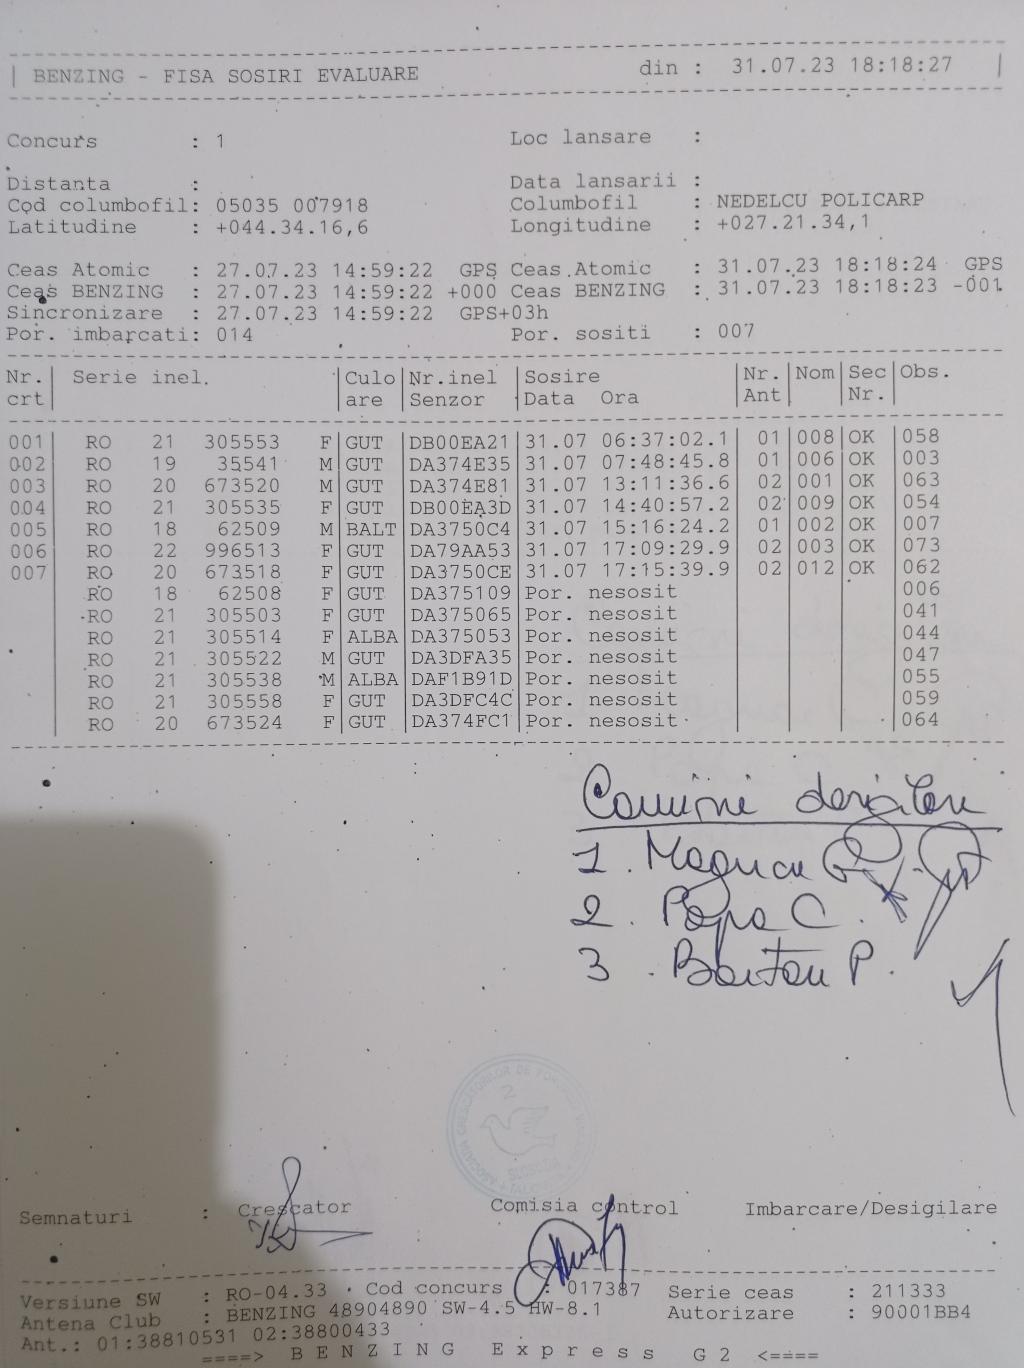 BENZING - FISA SOSIRI EVALUARE din : 31.07.23 18:18:27
Concurs : 1 Loc lansare :
Distanta : Data lansarii :
Cod columbofil: 05035 007918 Columbofil : NEDELCU POLICARP
Latitudine : +044.34.16,6 Longitudine : +027.21.34,1
Ceas Atomic : 27.07.23 14:59:22 GPS Ceas Atomic : 31.07.23 18:18:24 GPS
Ceas BENZING : 27.07.23 14:59:22 +000 Ceas BENZING : 31.07.23 18:18:23 -001
Sincronizare : 27.07.23 14:59:22 GPS+03h
Por. imbarcati: 014 Por. sositi : 007
Nr. Serie inel. Culo Nr.inel Sosire Nr. Nom Sec Obs.
crt are Senzor Data Ora Ant Nr.
001 RO 21 305553 F GUT DB00EA21 31.07 06:37:02.1 01 008 OK 058
002 RO 19 35541 M GUT DA374E35 31.07 07:48:45.8 01 006 OK 003
003 RO 20 673520 M GUT DA374E81 31.07 13:11:36.6 02 001 OK 063
004 RO 21 305535 F GUT DB00EA3D 31.07 14:40:57.2 02 009 OK 054
005 RO 18 62509 M BALT DA3750C4 31.07 15:16:24.2 01 002 OK 007
006 RO 22 996513 F GUT DA79AA53 31.07 17:09:29.9 02 003 OK 073
007 RO 20 673518 F GUT DA3750CE 31.07 17:15:39.9 02 012 OK 062
RO 18 62508 F GUT DA375109 Por. nesosit 006
RO 21 305503 F GUT DA375065 Por. nesosit 041
RO 21 305514 F ALBA DA375053 Por. nesosit 044
RO 21 305522 M GUT DA3DFA35 Por. nesosit 047
RO 21 305538 M ALBA DAF1B91D Por. nesosit 055
RO 21 305558 F GUT DA3DFC4C Por. nesosit 059
RO 20 673524 F GUT DA374FC1 Por. nesosit 064
1.
2. Popa C.
3. P.
2
Semnaturi : Crescator Comisia control Imbarcare/Desigilare
Versiune SW : RO-04.33 Cod concurs : 017387 Serie ceas : 211333
Antena Club : BENZING 48904890 SW-4.5 HW-8.1 Autorizare : 90001BB4
Ant.: 01:38810531 02:38800433
====> BENZING Express G2 <====